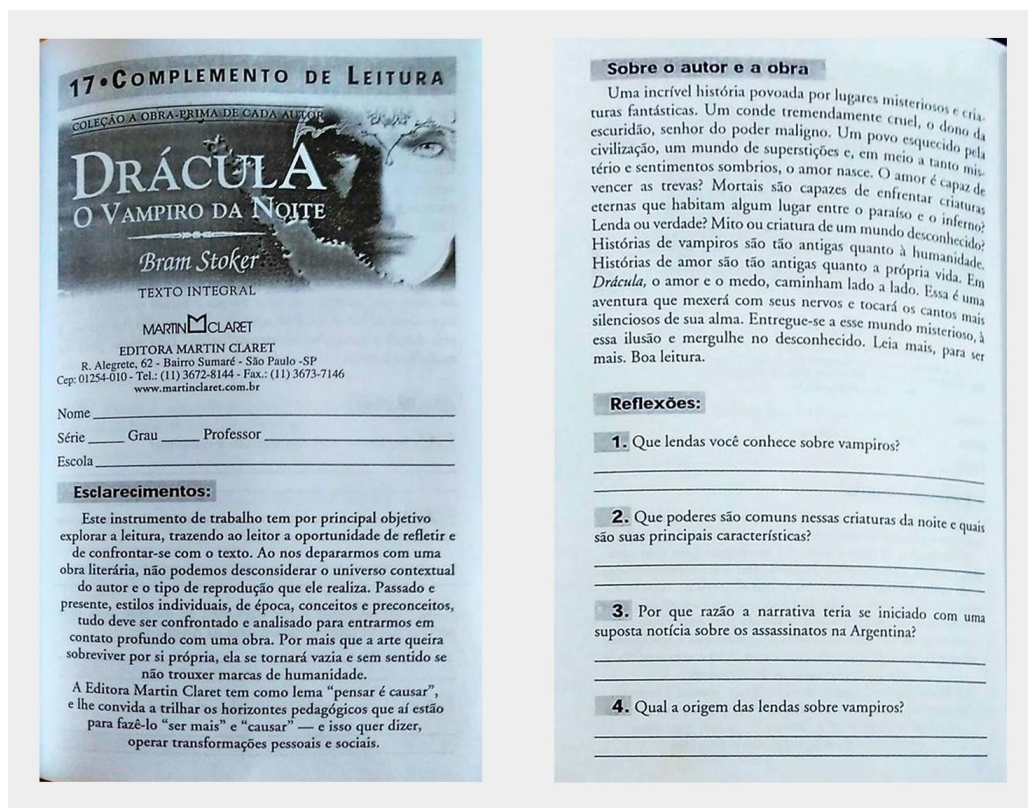 17 • COMPLEMENTO DE LEITURA
COLEÇÃO A OBRA-PRIMA DE CADA AUTOR
DRÁCULA
O VAMPIRO DA NOITE
Bram Stoker
TEXTO INTEGRAL
MARTIN CLARET
EDITORA MARTIN CLARET
R. Alegrete, 62 - Bairro Sumaré - São Paulo -SP
Cep: 01254-010 - Tel.: (11) 3672-8144 - Fax.: (11) 3673-7146
www.martinclaret.com.br
Nome
Série Grau Professor
Escola
Esclarecimentos:
Este instrumento de trabalho tem por principal objetivo
explorar a leitura, trazendo ao leitor a oportunidade de refletir e
de confrontar-se com o texto. Ao nos depararmos com uma
obra literária, não podemos desconsiderar o universo contextual
do autor e o tipo de reprodução que ele realiza. Passado e
presente, estilos individuais, de época, conceitos e preconceitos,
tudo deve ser confrontado e analisado para entrarmos em
contato profundo com uma obra. Por mais que a arte queira
sobreviver por si própria, ela se tornará vazia e sem sentido se
não trouxer marcas de humanidade.
A Editora Martin Claret tem como lema “pensar é causar”,
e lhe convida a trilhar os horizontes pedagógicos que aí estão
para fazê-lo “ser mais” e “causar” — e isso quer dizer,
operar transformações pessoais e sociais.
Sobre o autor e a obra
Uma incrível história povoada por lugares misteriosos e cria-
turas fantásticas. Um conde tremendamente cruel, o dono da
escuridão, senhor do poder maligno. Um povo esquecido pela
civilização, um mundo de superstições e, em meio a tanto mis-
tério e sentimentos sombrios, o amor nasce. O amor é capaz de
vencer as trevas? Mortais são capazes de enfrentar criaturas
eternas que habitam algum lugar entre o paraíso e o inferno?
Lenda ou verdade? Mito ou criatura de um mundo desconhecido?
Histórias de vampiros são tão antigas quanto à humanidade.
Histórias de amor são tão antigas quanto a própria vida. Em
Drácula, o amor e o medo, caminham lado a lado. Essa é uma
aventura que mexerá com seus nervos e tocará os cantos mais
silenciosos de sua alma. Entregue-se a esse mundo misterioso, à
essa ilusão e mergulhe no desconhecido. Leia mais, para ser
mais. Boa leitura.
Reflexões:
1. Que lendas você conhece sobre vampiros?
2. Que poderes são comuns nessas criaturas da noite e quais
são suas principais características?
3. Por que razão a narrativa teria se iniciado com uma
suposta notícia sobre os assassinatos na Argentina?
4. Qual a origem das lendas sobre vampiros?